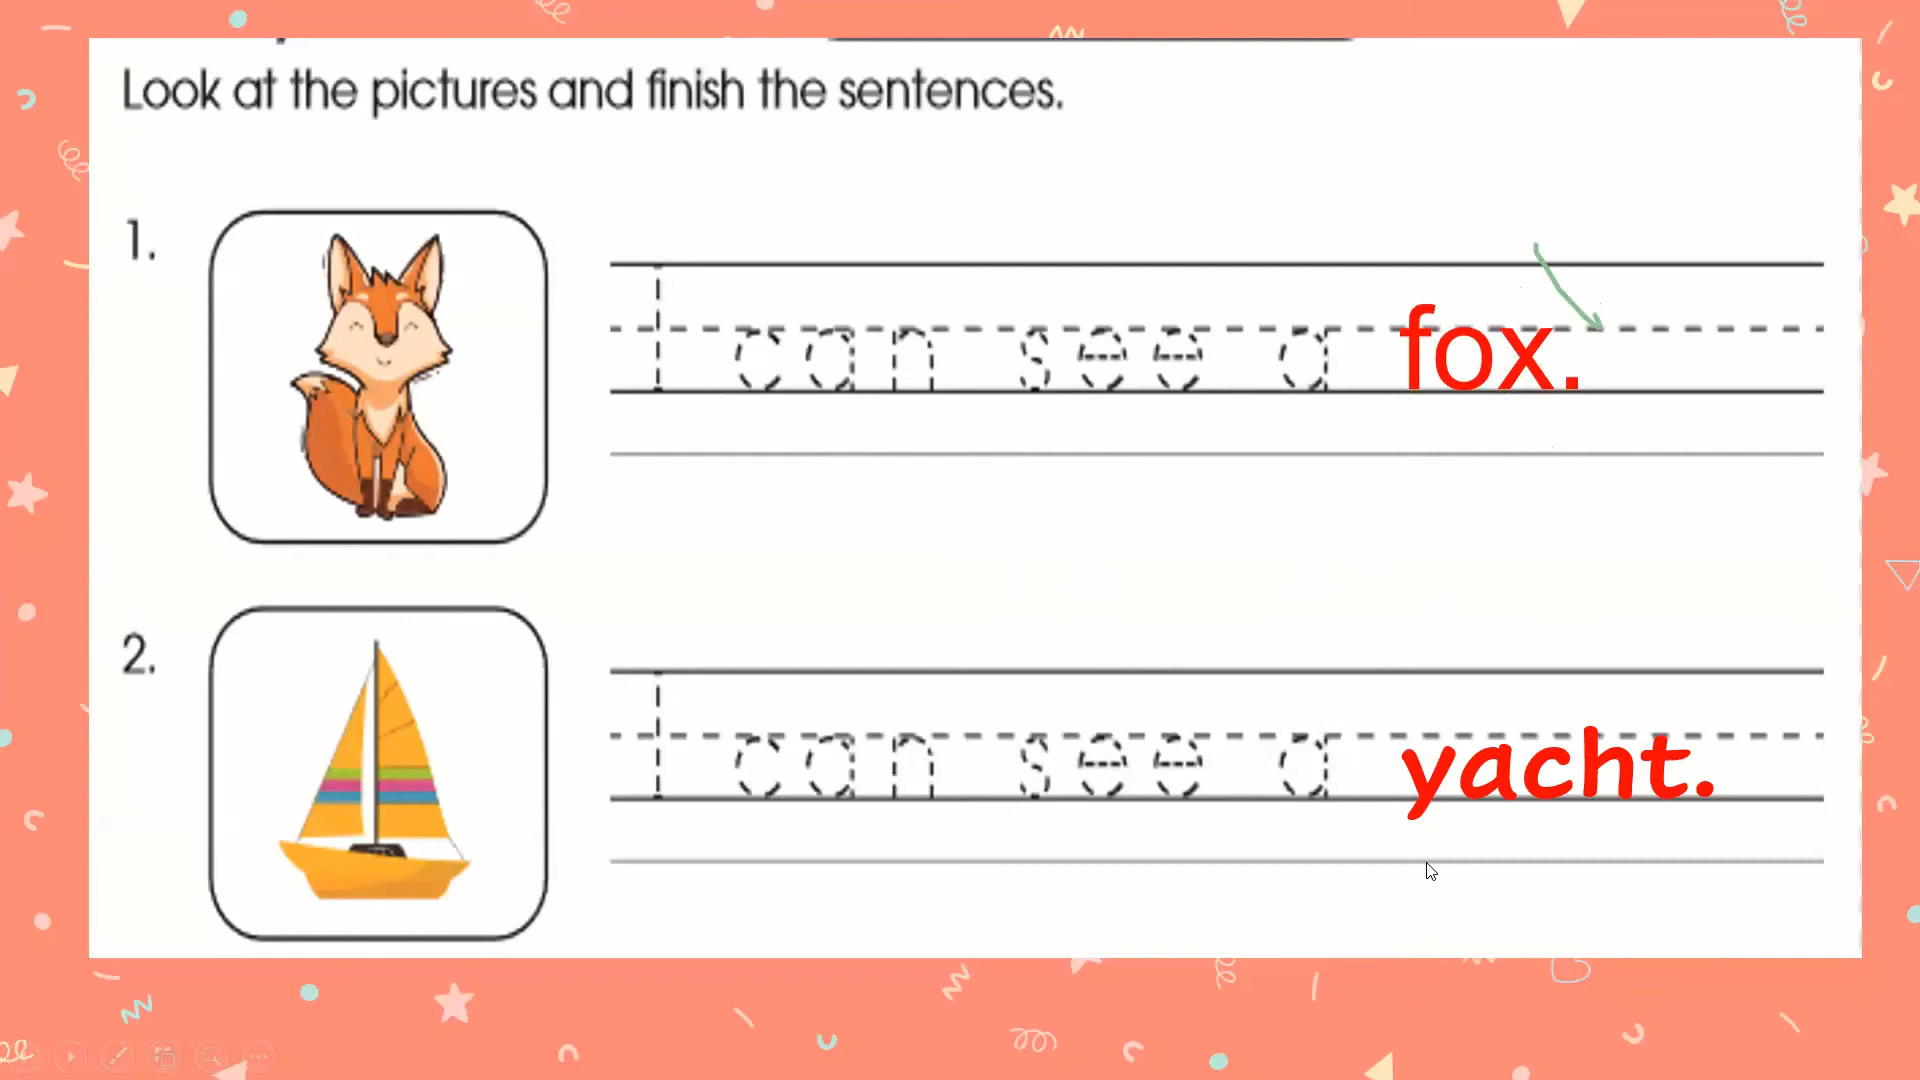 Look at the pictures and finish the sentences.
1.
I can see a fox.
2.
I can see a yacht.